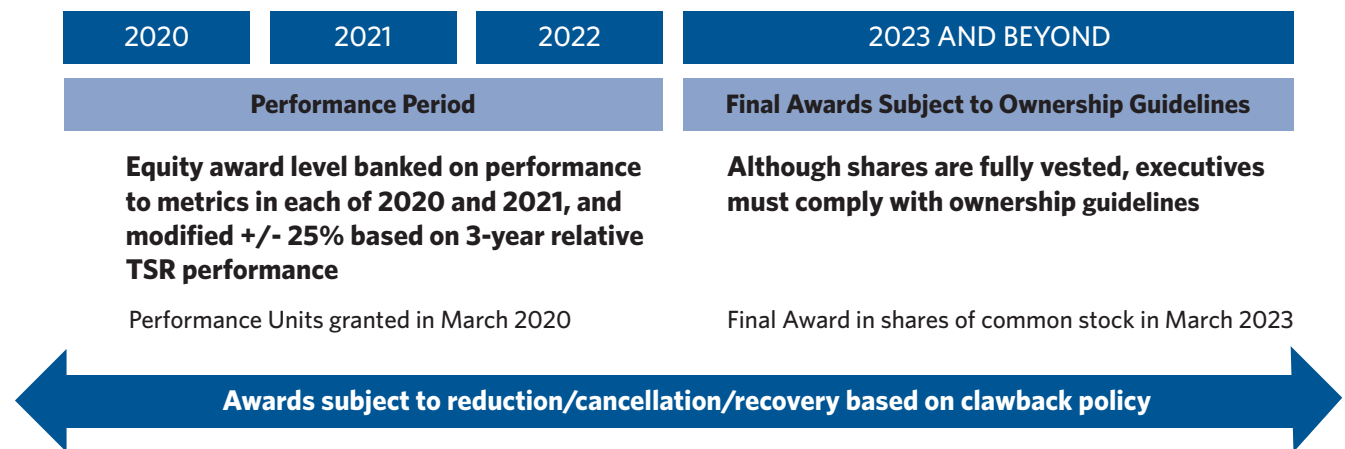 2020 2021 2022 2023 AND BEYOND
Performance Period
Final Awards Subject to Ownership Guidelines
Equity award level banked on performance
to metrics in each of 2020 and 2021, and
modified +/- 25% based on 3-year relative
TSR performance
Performance Units granted in March 2020
Although shares are fully vested, executives
must comply with ownership guidelines
Final Award in shares of common stock in March 2023
Awards subject to reduction/cancellation/recovery based on clawback policy